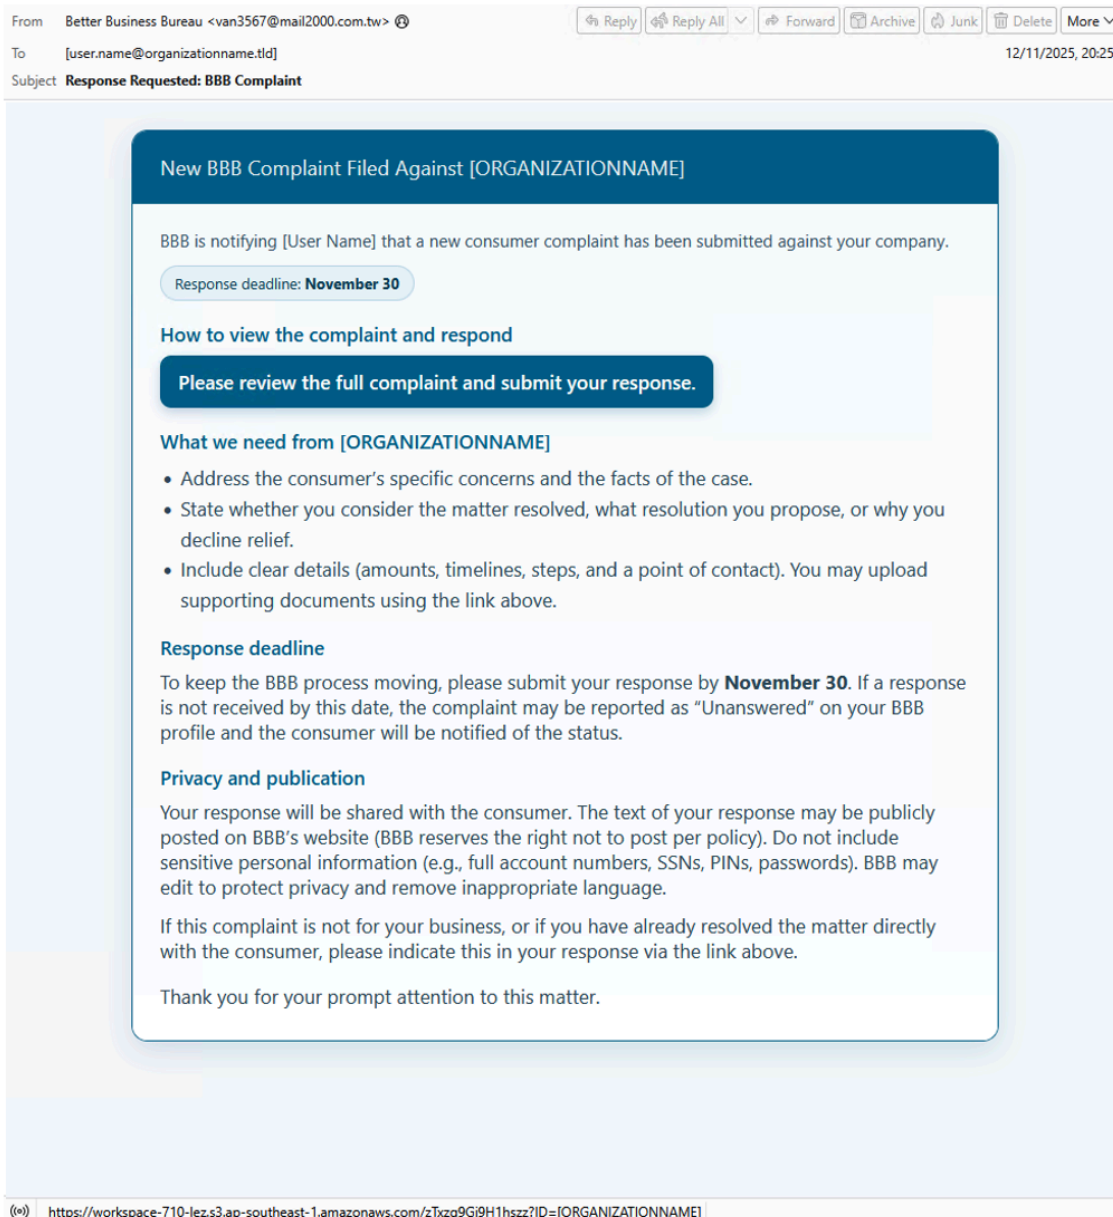 From Better Business Bureau <van3567@mail2000.com.tw>
Reply Reply All Forward Archive Junk Delete More
To [user.name@organizationname.tld] 12/11/2025, 20:25
Subject Response Requested: BBB Complaint
New BBB Complaint Filed Against [ORGANIZATIONNAME]
BBB is notifying [User Name] that a new consumer complaint has been submitted against your company.
Response deadline: November 30
How to view the complaint and respond
Please review the full complaint and submit your response.
What we need from [ORGANIZATIONNAME]
• Address the consumer’s specific concerns and the facts of the case.
• State whether you consider the matter resolved, what resolution you propose, or why you
decline relief.
• Include clear details (amounts, timelines, steps, and a point of contact). You may upload
supporting documents using the link above.
Response deadline
To keep the BBB process moving, please submit your response by November 30. If a response
is not received by this date, the complaint may be reported as “Unanswered” on your BBB
profile and the consumer will be notified of the status.
Privacy and publication
Your response will be shared with the consumer. The text of your response may be publicly
posted on BBB’s website (BBB reserves the right not to post per policy). Do not include
sensitive personal information (e.g., full account numbers, SSNs, PINs, passwords). BBB may
edit to protect privacy and remove inappropriate language.
If this complaint is not for your business, or if you have already resolved the matter directly
with the consumer, please indicate this in your response via the link above.
Thank you for your prompt attention to this matter.
https://workspace-710-lez.s3.ap-southeast-1.amazonaws.com/zTxzq9Gi9H1hszz?ID=[ORGANIZATIONNAME]